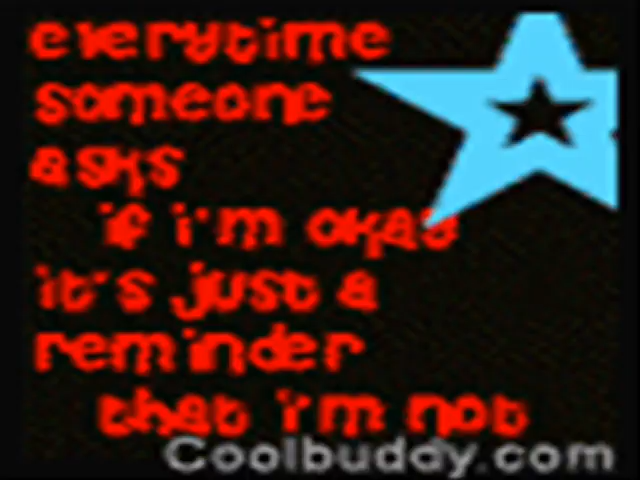 everytime
someone
asks
if i'm okay
it's just a
reminder
that i'm not
Coolbuddy.com